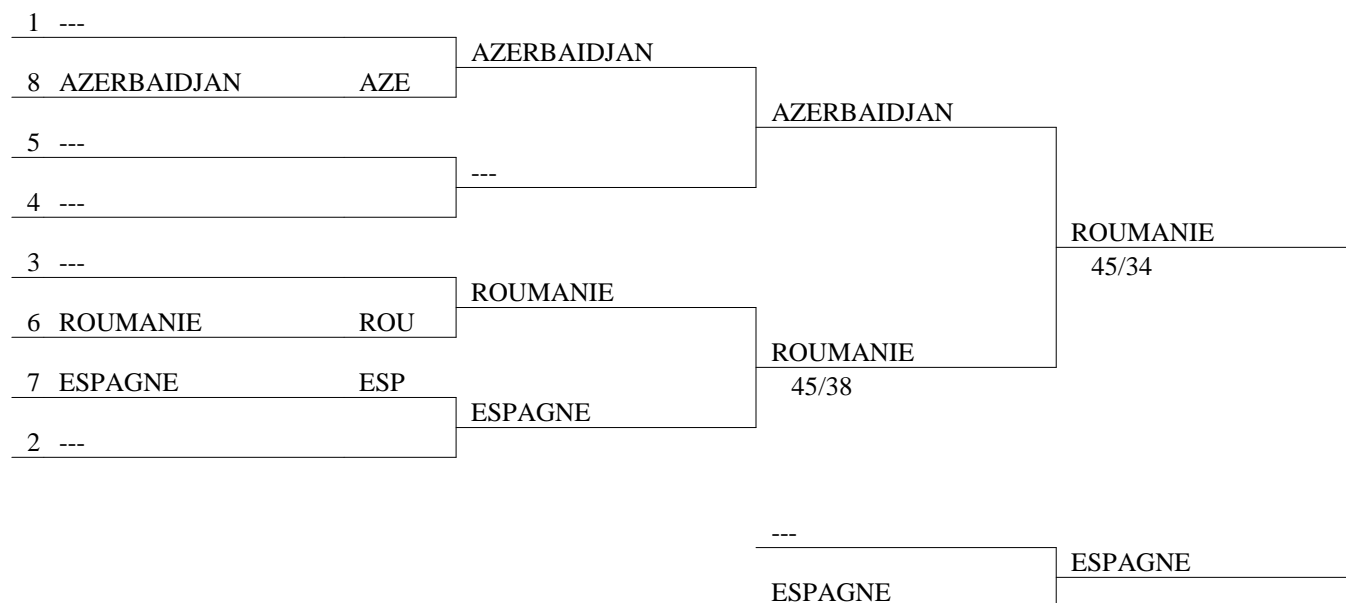 1 ---
AZERBAIDJAN
8 AZERBAIDJAN AZE
AZERBAIDJAN
5 ---
---
4 ---
ROUMANIE
45/34
3 ---
ROUMANIE
6 ROUMANIE ROU
ROUMANIE
45/38
7 ESPAGNE ESP
ESPAGNE
2 ---
---
ESPAGNE
ESPAGNE